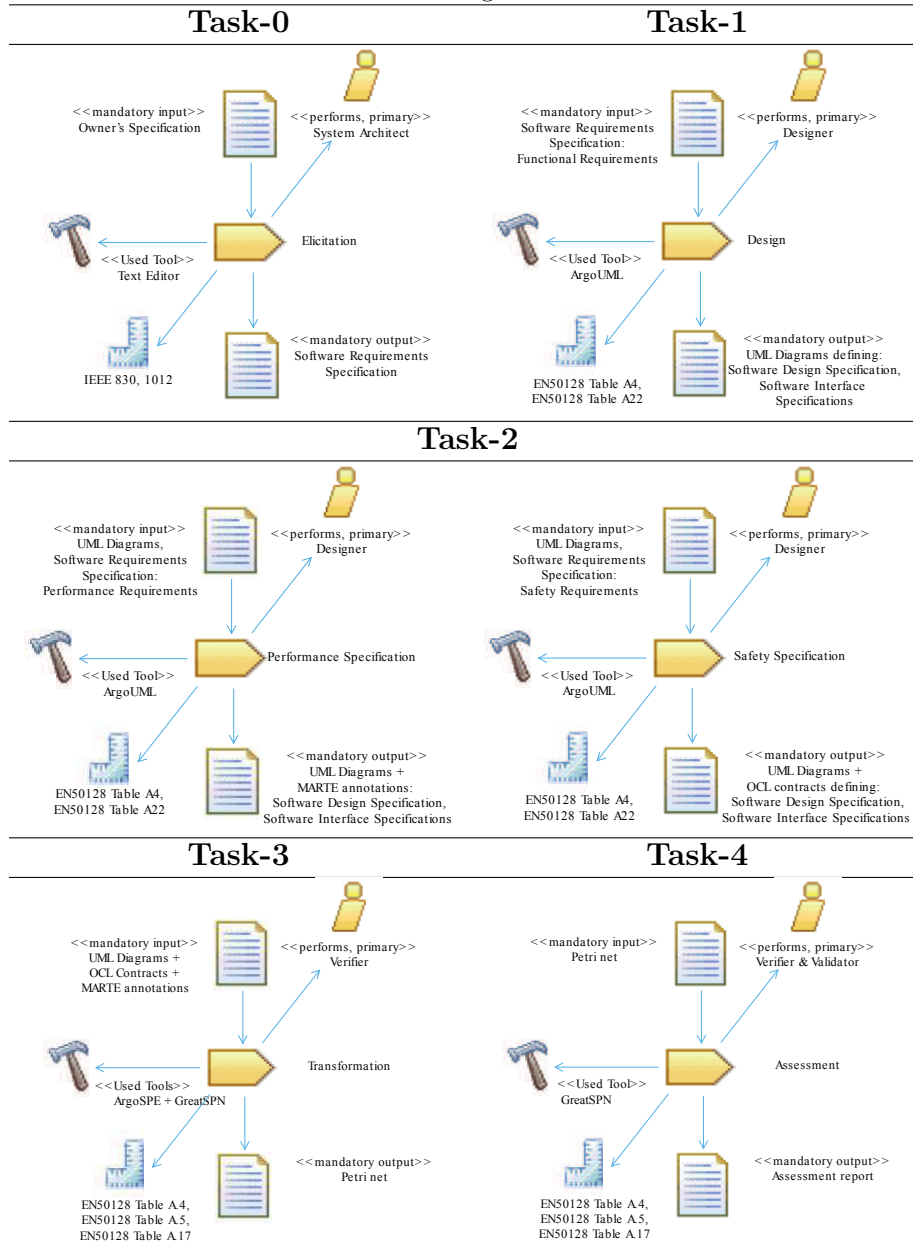 Task-0
<<mandatory input>>
Owner's Specification
<<performs, primary>>
System Architect
Elicitation
<<Used Tool>>
Text Editor
IEEE 830, 1012
<<mandatory output>>
Software Requirements
Specification
Task-1
<<mandatory input>>
Software Requirements
Specification:
Functional Requirements
<<performs, primary>>
Designer
Design
<<Used Tool>>
ArgoUML
EN50128 Table A4,
EN50128 Table A22
<<mandatory output>>
UML Diagrams defining:
Software Design Specification,
Software Interface
Specifications
Task-2
<<mandatory input>>
UML Diagrams,
Software Requirements
Specification:
Performance Requirements
<<performs, primary>>
Designer
Performance Specification
<<Used Tool>>
ArgoUML
EN50128 Table A4,
EN50128 Table A22
<<mandatory output>>
UML Diagrams +
MARTE annotations:
Software Design Specification,
Software Interface Specifications
<<mandatory input>>
UML Diagrams,
Software Requirements
Specification:
Safety Requirements
<<performs, primary>>
Designer
Safety Specification
<<Used Tool>>
ArgoUML
EN50128 Table A4,
EN50128 Table A22
<<mandatory output>>
UML Diagrams +
OCL contracts defining:
Software Design Specification,
Software Interface Specifications
Task-3
<<mandatory input>>
UML Diagrams +
OCL Contracts +
MARTE annotations
<<performs, primary>>
Verifier
Transformation
<<Used Tools>>
ArgoSPE + GreatSPN
EN50128 Table A.4,
EN50128 Table A.5,
EN50128 Table A.17
<<mandatory output>>
Petri net
Task-4
<<mandatory input>>
Petri net
<<performs, primary>>
Verifier & Validator
Assessment
<<Used Tool>>
GreatSPN
EN50128 Table A.4,
EN50128 Table A.5,
EN50128 Table A.17
<<mandatory output>>
Assessment report